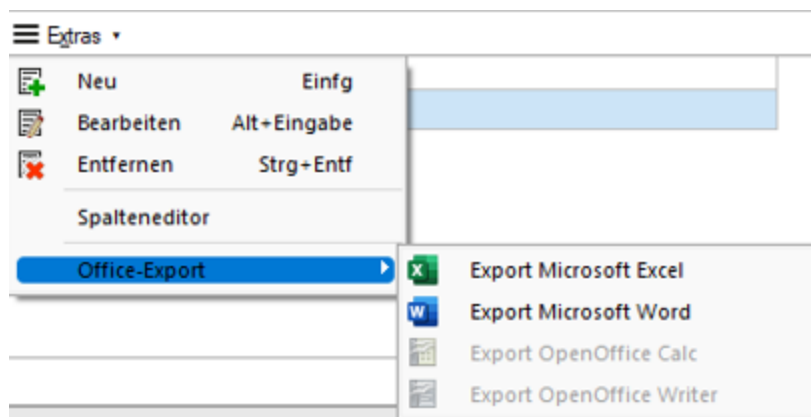 Extras
Neu Einfg
Bearbeiten Alt+Eingabe
Entfernen Strg+Entf
Spalteneditor
Office-Export
Export Microsoft Excel
Export Microsoft Word
Export OpenOffice Calc
Export OpenOffice Writer